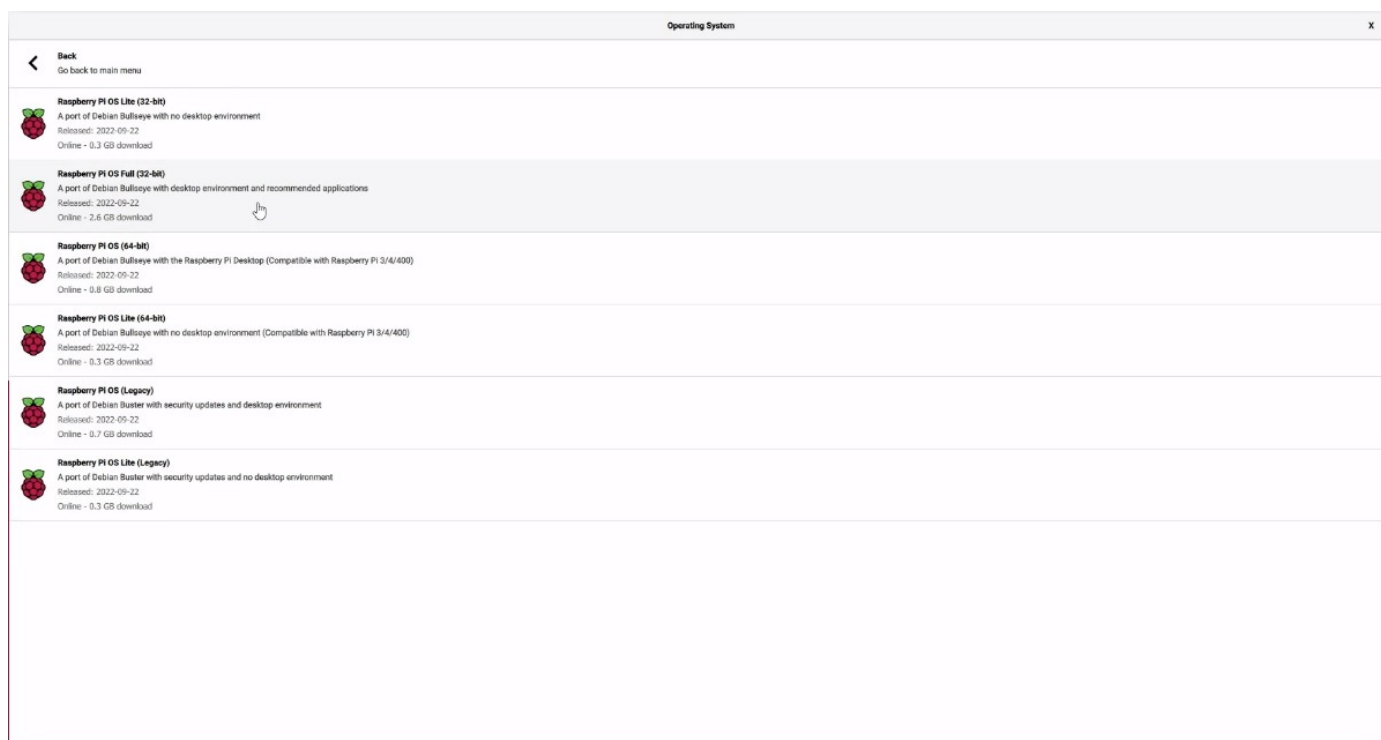 Operating System
X
Back
Go back to main menu
Raspberry Pi OS Lite (32-bit)
A port of Debian Bullseye with no desktop environment
Released: 2022-09-22
Online - 0.3 GB download
Raspberry Pi OS Full (32-bit)
A port of Debian Bullseye with desktop environment and recommended applications
Released: 2022-09-22
Online - 2.6 GB download
Raspberry Pi OS (64-bit)
A port of Debian Bullseye with the Raspberry Pi Desktop (Compatible with Raspberry Pi 3/4/400)
Released: 2022-09-22
Online - 0.8 GB download
Raspberry Pi OS Lite (64-bit)
A port of Debian Bullseye with no desktop environment (Compatible with Raspberry Pi 3/4/400)
Released: 2022-09-22
Online - 0.3 GB download
Raspberry Pi OS (Legacy)
A port of Debian Buster with security updates and desktop environment
Released: 2022-09-22
Online - 0.7 GB download
Raspberry Pi OS Lite (Legacy)
A port of Debian Buster with security updates and no desktop environment
Released: 2022-09-22
Online - 0.3 GB download